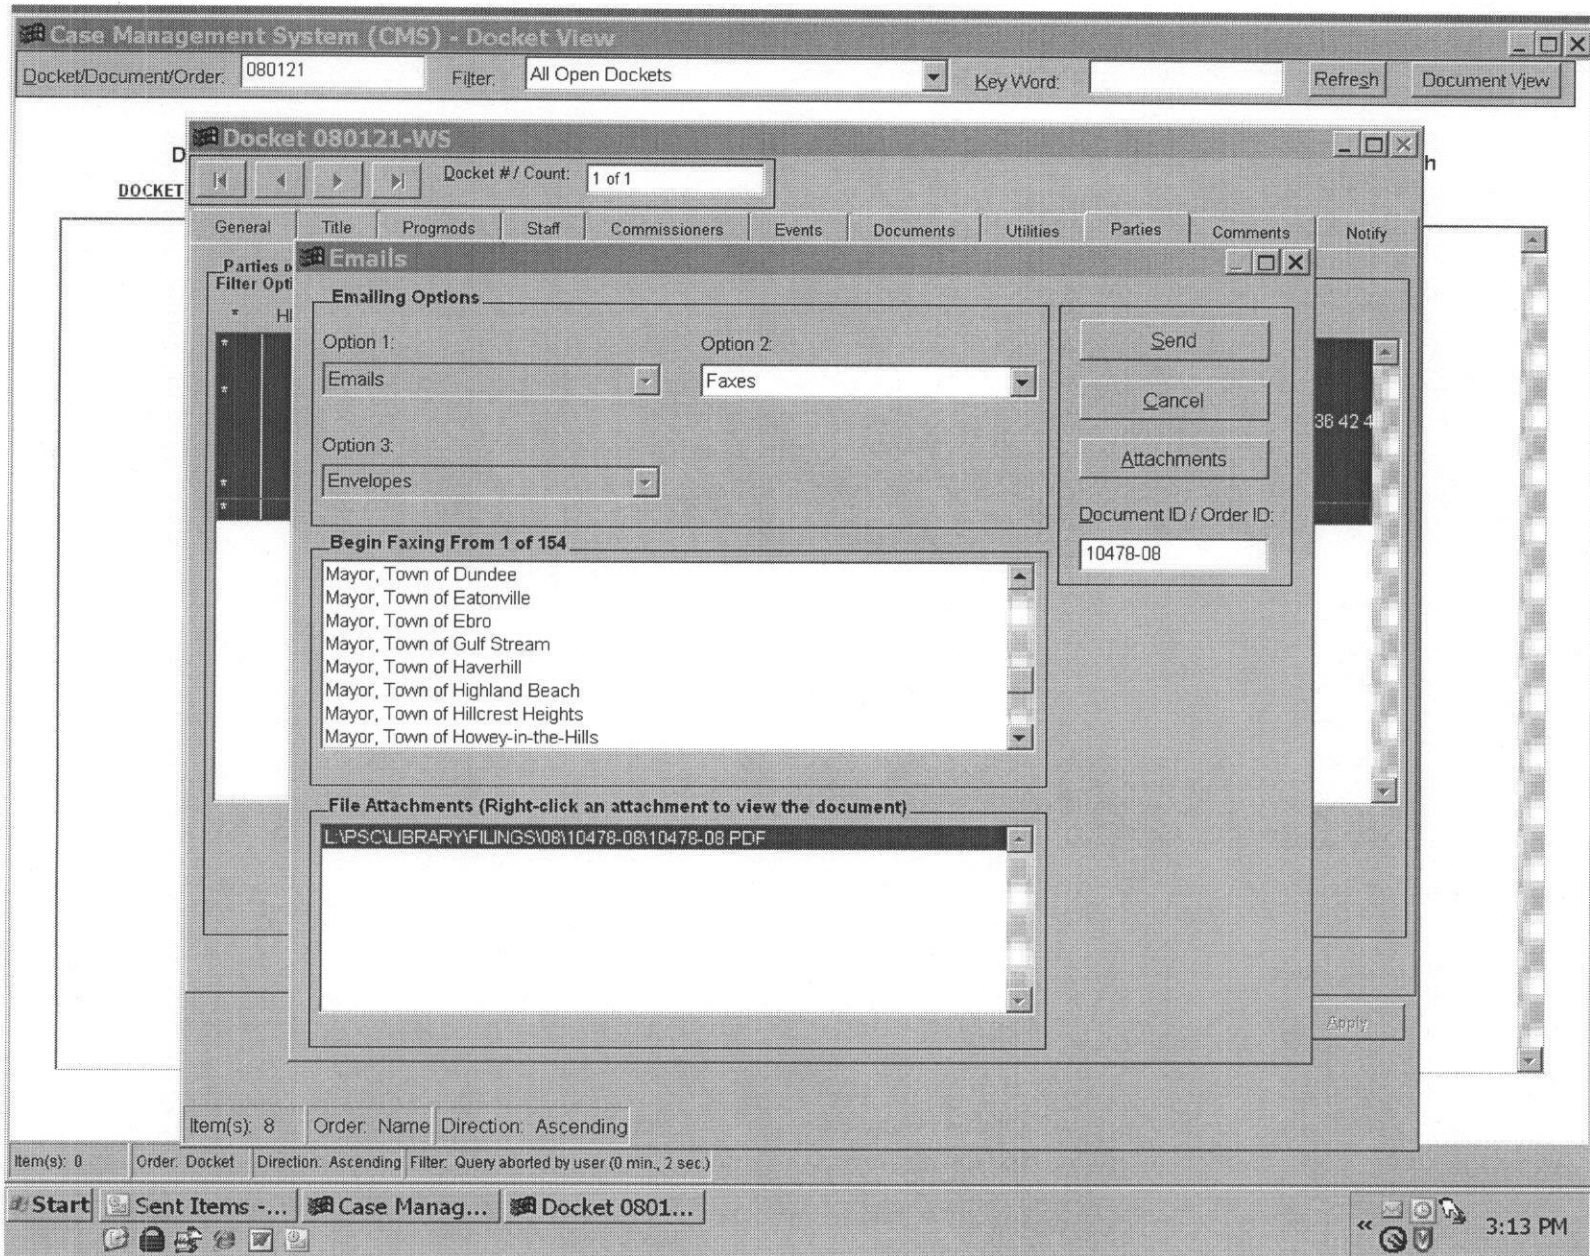 Case Management System (CMS) - Docket View
Docket/Document/Order: 080121 Filter: All Open Dockets Key Word: Refresh Document View
Docket 080121-WS
D h
DOCKET
Docket # / Count: 1 of 1
General Title Progmods Staff Commissioners Events Documents Utilities Parties Comments Notify
Parties o
Filter Opti
* HI
Emails
Emailing Options
Option 1: Option 2:
Emails Faxes
Option 3:
Envelopes
Send
Cancel
Attachments
Document ID / Order ID:
10478-08
*
*
*
*
36 42 4
Begin Faxing From 1 of 154
Mayor, Town of Dundee
Mayor, Town of Eatonville
Mayor, Town of Ebro
Mayor, Town of Gulf Stream
Mayor, Town of Haverhill
Mayor, Town of Highland Beach
Mayor, Town of Hillcrest Heights
Mayor, Town of Howey-in-the-Hills
File Attachments (Right-click an attachment to view the document)
L:\PSC\LIBRARY\FILINGS\08\10478-08\10478-08.PDF
Apply
Item(s): 8 Order: Name Direction: Ascending
Item(s): 0 Order: Docket Direction: Ascending Filter: Query aborted by user (0 min., 2 sec.)
Start Sent Items -... Case Manag... Docket 0801...
« 3:13 PM